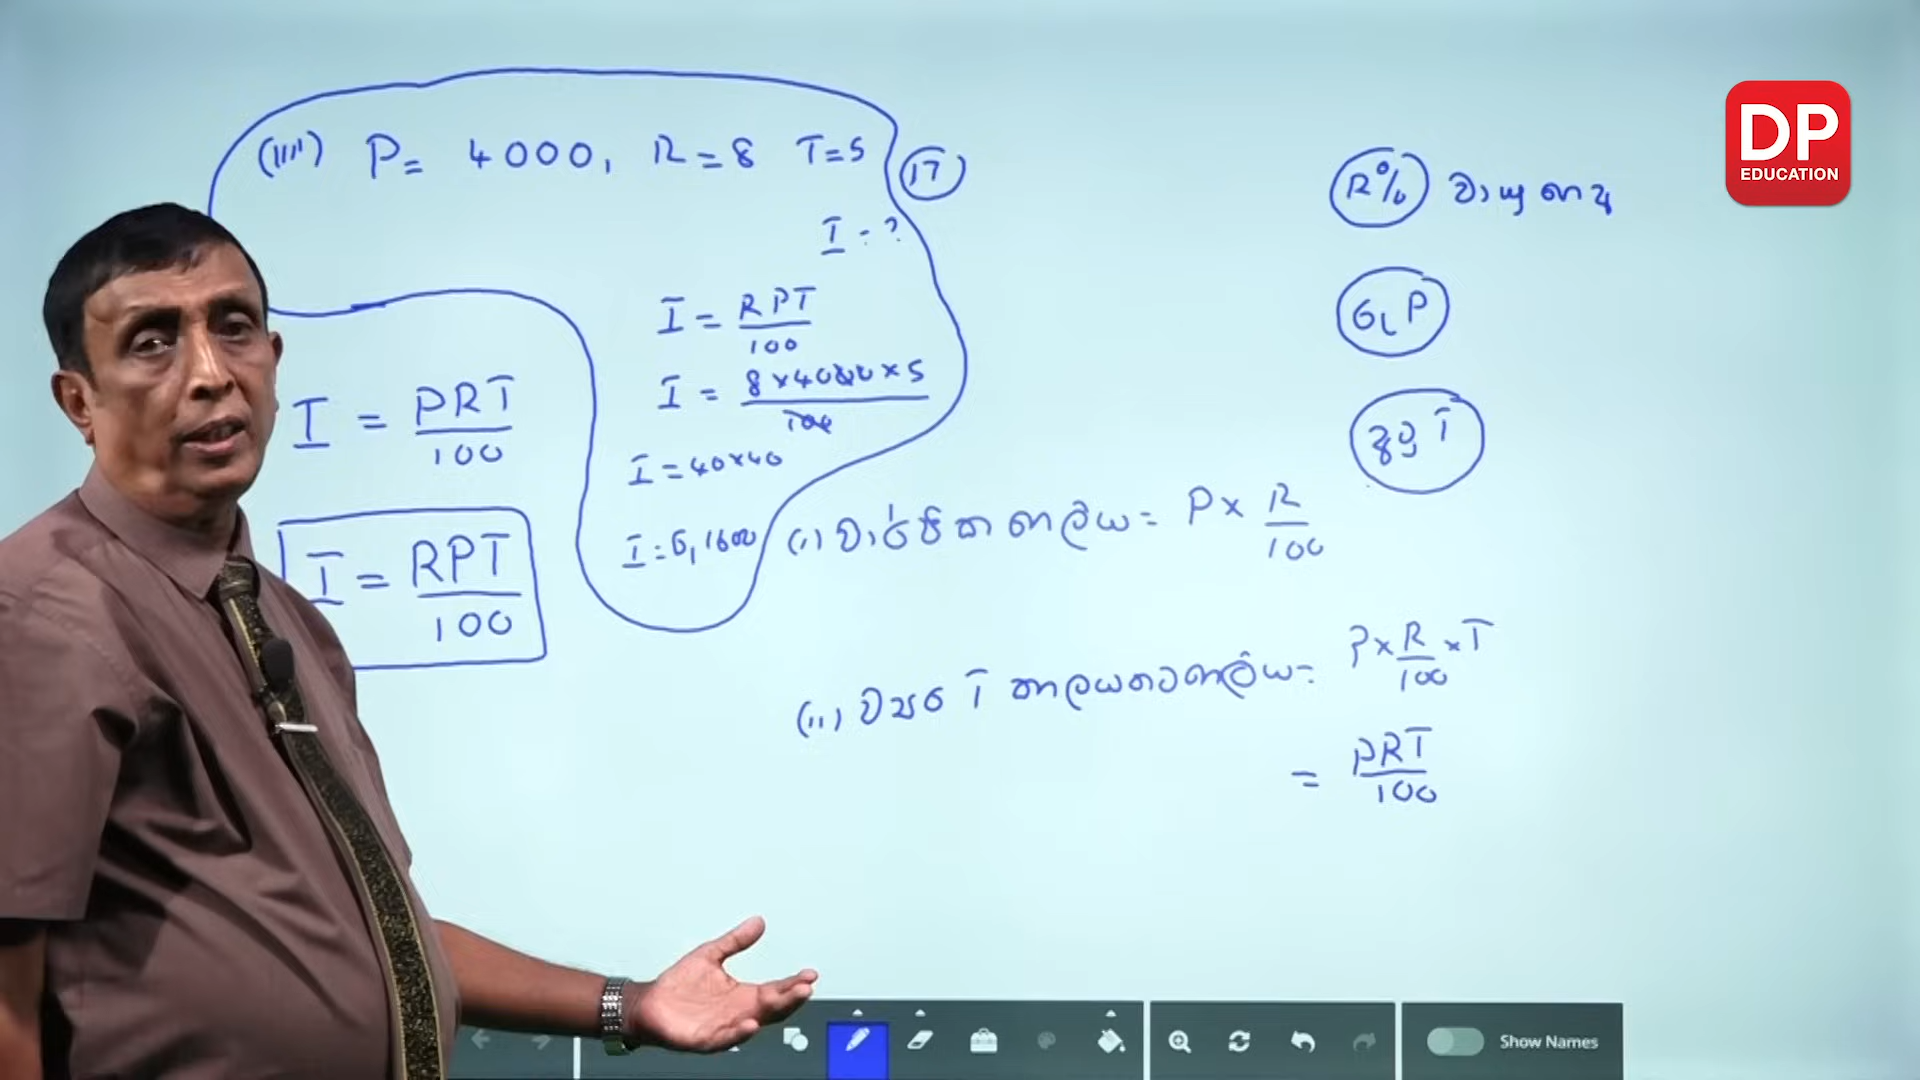 (iii) P= 4000, R=8 T=5
17
I = ?
I = RPT/100
I = 8×4000×5/100
I = 40×40
I = රු 1600
I = PRT/100
I = RPT/100
R%
රු P
අවු T
(i) වාර්ෂික පොලිය = P× R/100
(ii) වසර T
= P× R/100 ×T
= PRT/100
DP
EDUCATION
Show Names